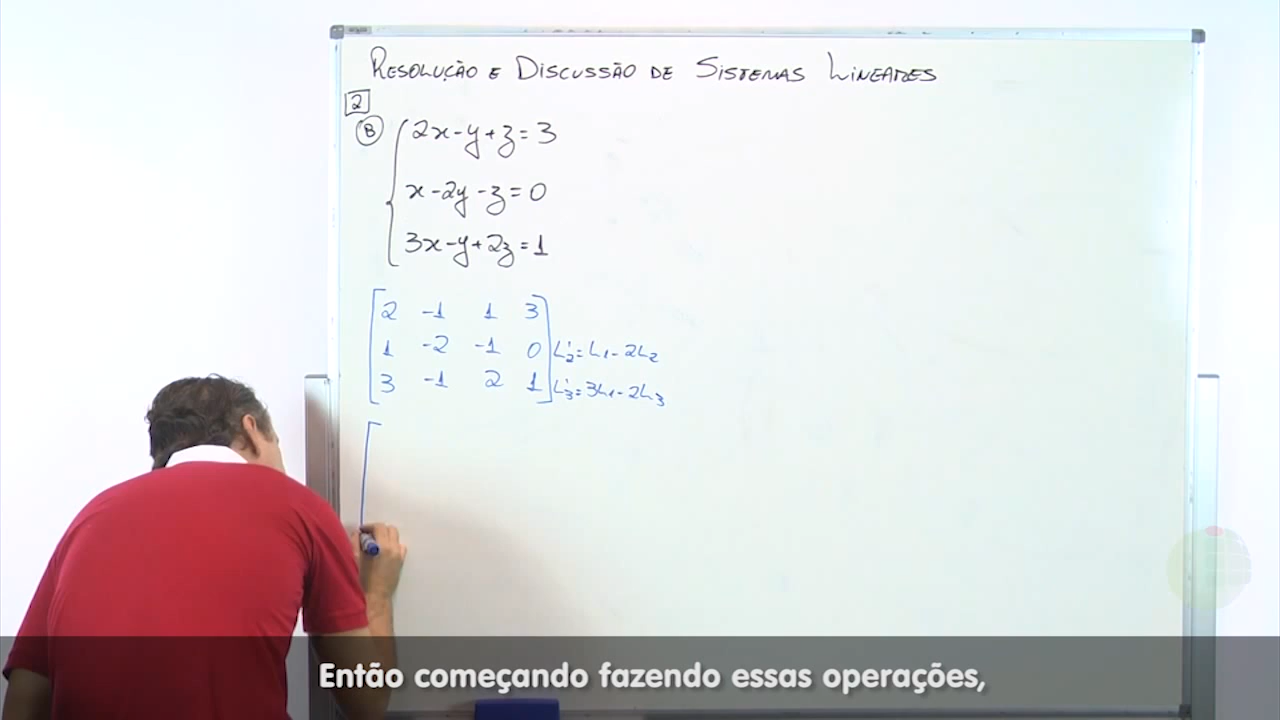 RESOLUÇÃO E DISCUSSÃO DE SISTEMAS LINEARES
2
B 2x-y+z=3
x-2y-z=0
3x-y+2z=1
2 -1 1 3
1 -2 -1 0 L'2=L1-2L2
3 -1 2 1 L'3=3L1-2L3
Então começando fazendo essas operações,